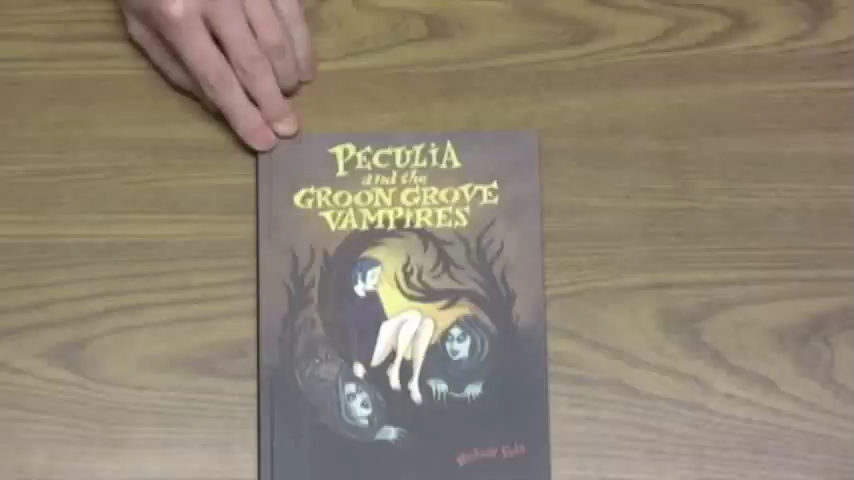 PECULIA
and the
GROON GROVE
VAMPIRES